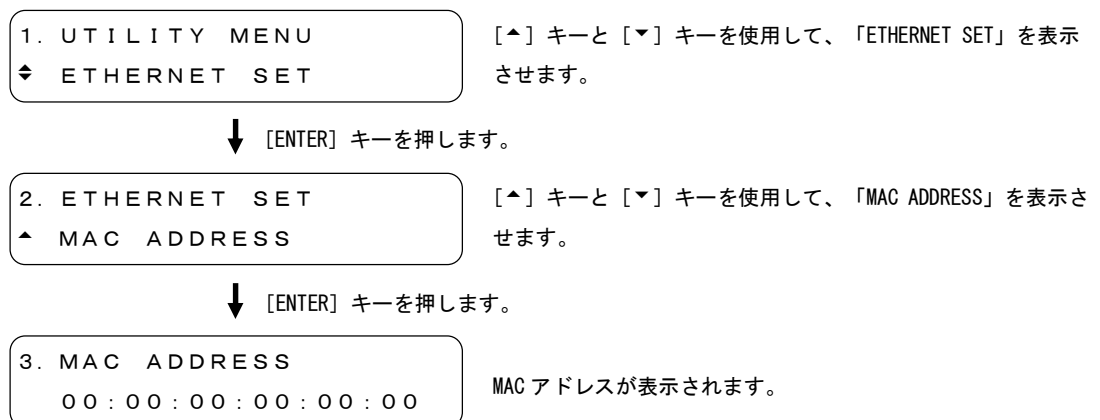 1. UTILITY MENU
[▲] キーと [▼] キーを使用して、「ETHERNET SET」を表示
ETHERNET SET
させます。
[ENTER] キーを押します。
2. ETHERNET SET
[▲] キーと [▼] キーを使用して、「MAC ADDRESS」を表示さ
▲ MAC ADDRESS
せます。
[ENTER] キーを押します。
3. MAC ADDRESS
00:00:00:00:00:00
MAC アドレスが表示されます。